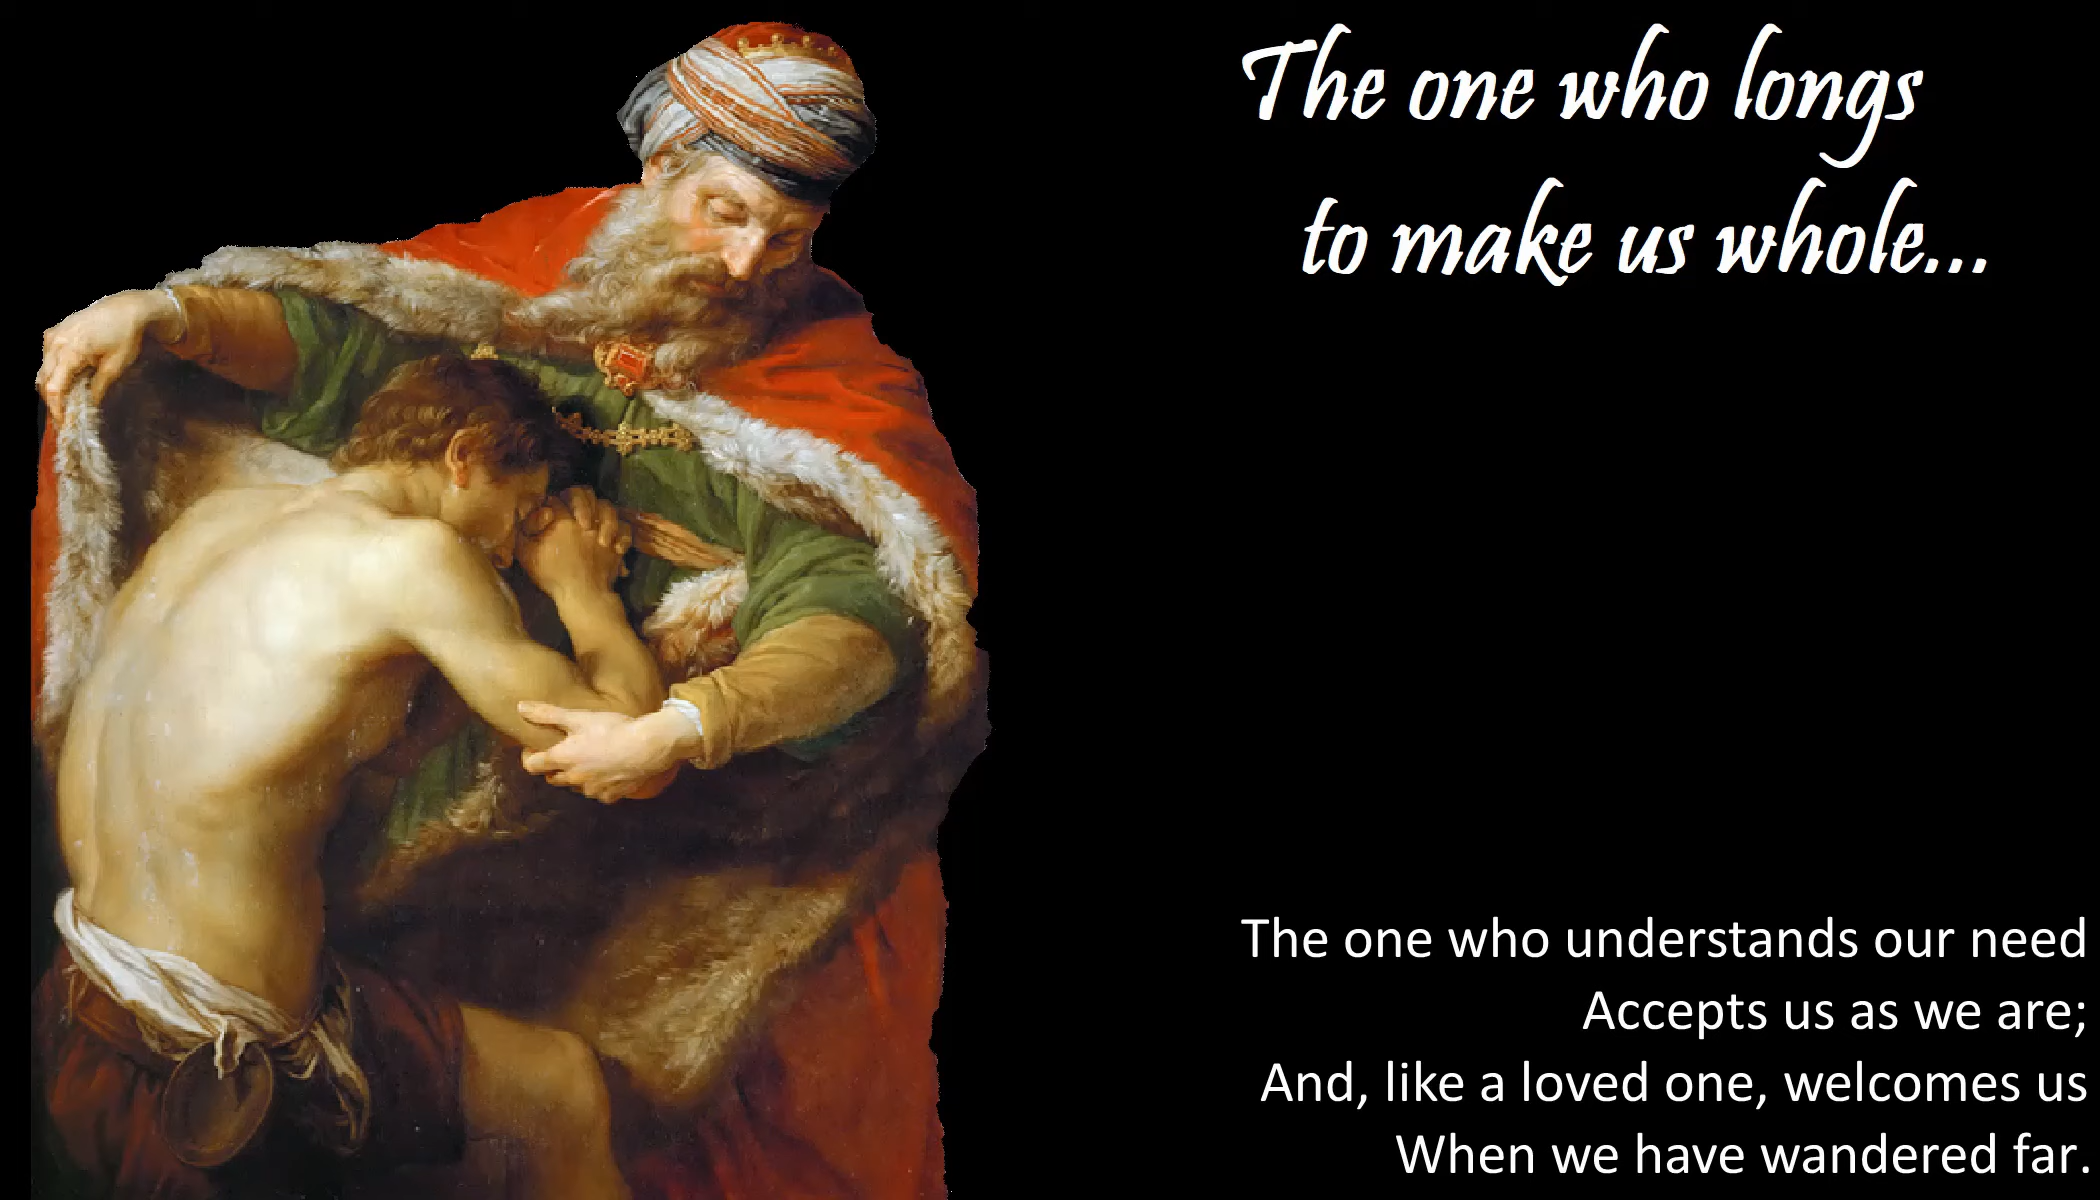 The one who longs
to make us whole...
The one who understands our need
Accepts us as we are;
And, like a loved one, welcomes us
When we have wandered far.